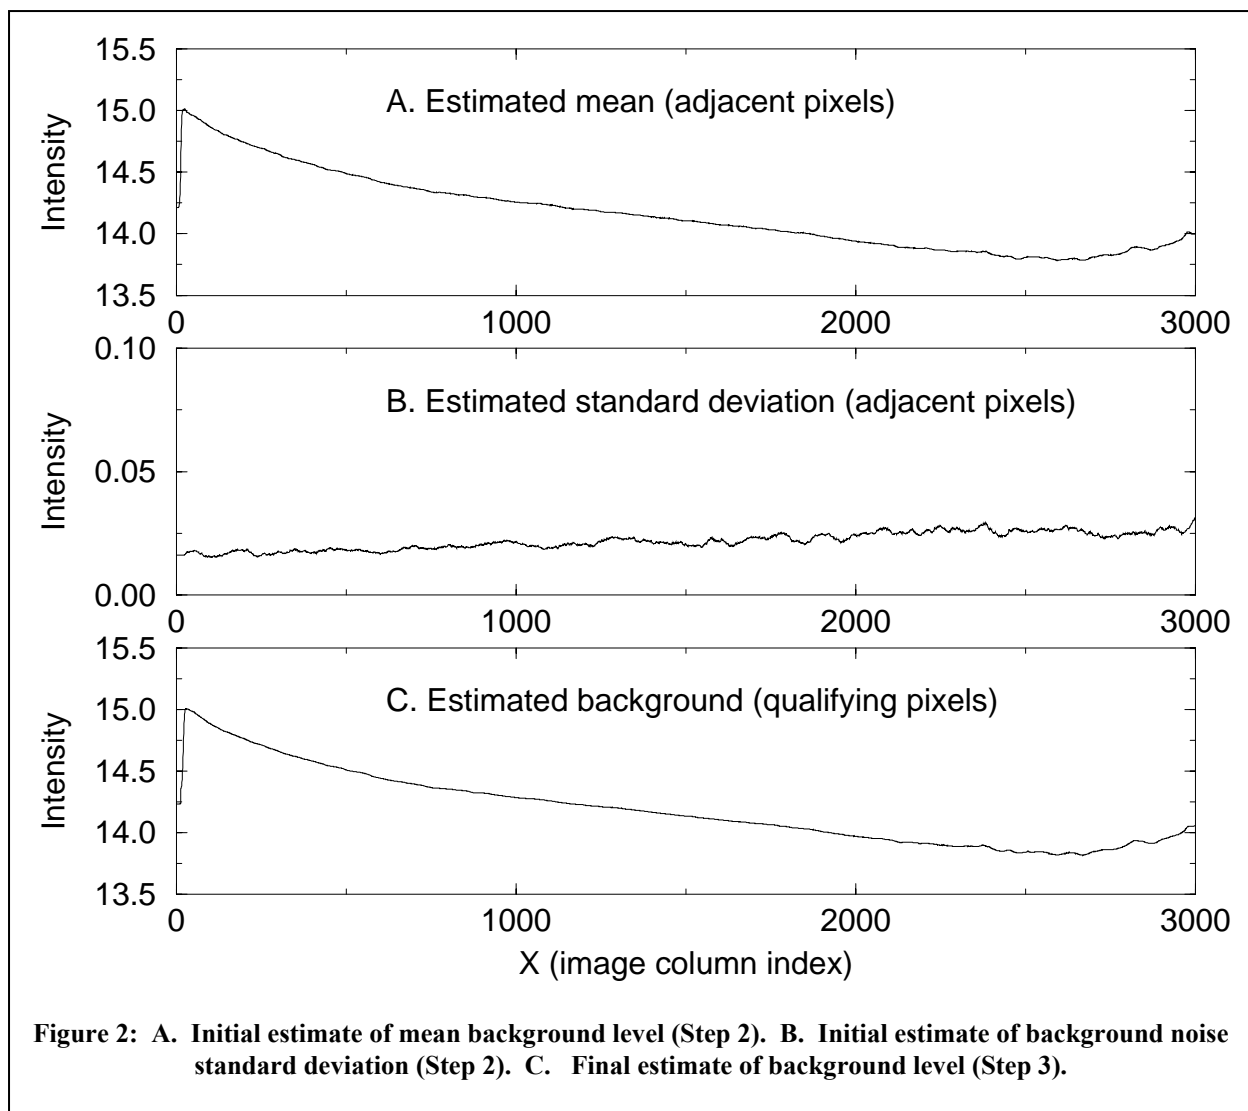 15.5
A. Estimated mean (adjacent pixels)
15.0
Intensity
14.5
14.0
13.5
0 1000 2000 3000
0.10
B. Estimated standard deviation (adjacent pixels)
Intensity
0.05
0.00
0 1000 2000 3000
15.5
C. Estimated background (qualifying pixels)
15.0
Intensity
14.5
14.0
13.5
0 1000 2000 3000
X (image column index)
Figure 2: A. Initial estimate of mean background level (Step 2). B. Initial estimate of background noise
standard deviation (Step 2). C. Final estimate of background level (Step 3).